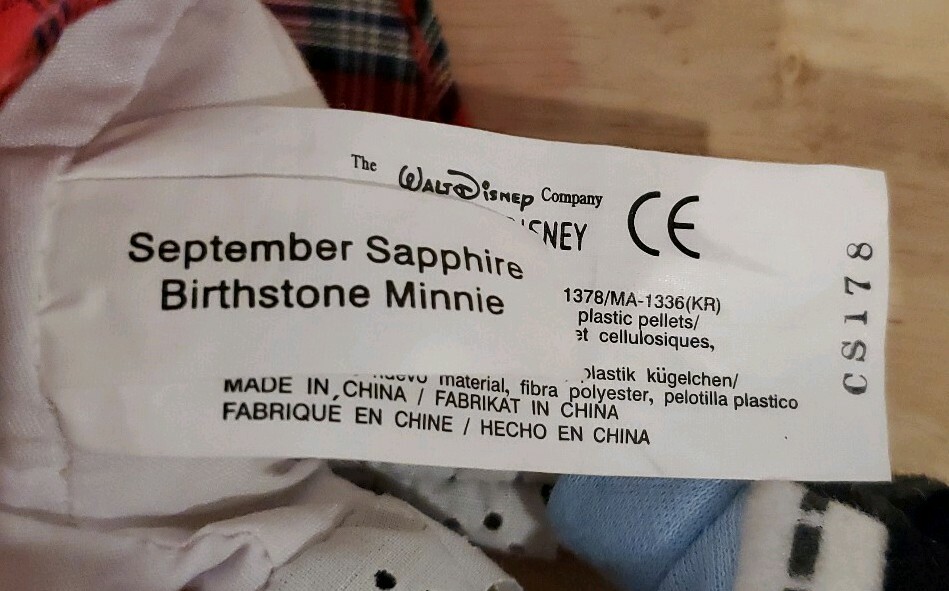 The WALT DISNEY Company
CE
September Sapphire
Birthstone Minnie
1378/MA-1336(KR)
plastic pellets/
et cellulosiques,
plastik kügelchen/
material, fibra polyester, pelotilla plastico
MADE IN CHINA / FABRIKAT IN CHINA
FABRIQUÉ EN CHINE / HECHO EN CHINA
CS178